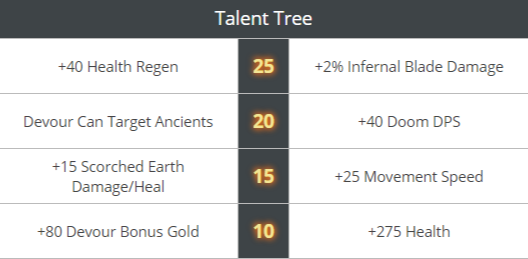 Talent Tree
+40 Health Regen 25 +2% Infernal Blade Damage
Devour Can Target Ancients 20 +40 Doom DPS
+15 Scorched Earth
Damage/Heal 15 +25 Movement Speed
+80 Devour Bonus Gold 10 +275 Health